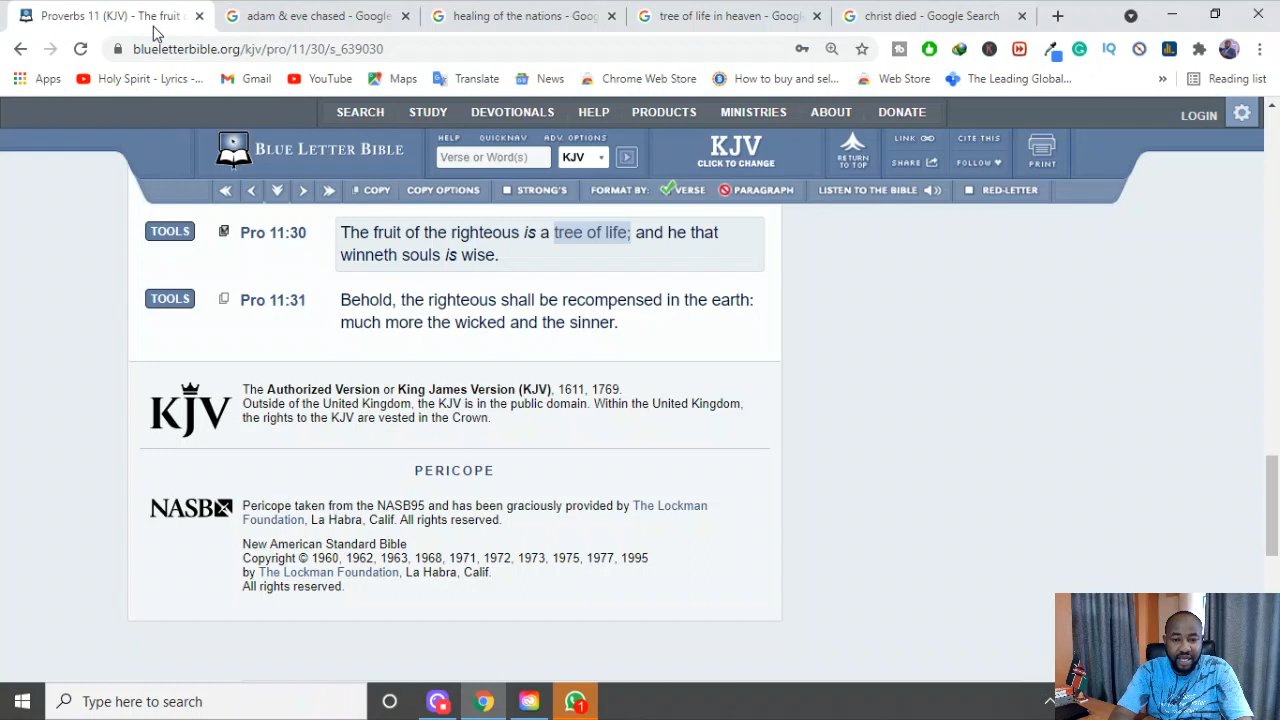 Proverbs 11 (KJV) - The fruit
adam & eve chased - Google
healing of the nations - Goog
tree of life in heaven - Google
christ died - Google Search
blueletterbible.org/kjv/pro/11/30/s_639030
Apps
Holy Spirit - Lyrics -...
Gmail
YouTube
Maps
Translate
News
Chrome Web Store
How to buy and sel...
Web Store
The Leading Global...
»
Reading list
SEARCH STUDY DEVOTIONALS HELP PRODUCTS MINISTRIES ABOUT DONATE
LOGIN
BLUE LETTER BIBLE
HELP QUICKNAV ADV. OPTIONS
Verse or Word(s)
KJV
KJV
CLICK TO CHANGE
RETURN
TO TOP
LINK
CITE THIS
SHARE
FOLLOW
PRINT
COPY COPY OPTIONS STRONG'S FORMAT BY: VERSE PARAGRAPH LISTEN TO THE BIBLE RED-LETTER
TOOLS
Pro 11:30
The fruit of the righteous is a tree of life; and he that
winneth souls is wise.
TOOLS
Pro 11:31
Behold, the righteous shall be recompensed in the earth:
much more the wicked and the sinner.
KJV
The Authorized Version or King James Version (KJV), 1611, 1769.
Outside of the United Kingdom, the KJV is in the public domain. Within the United Kingdom,
the rights to the KJV are vested in the Crown.
PERICOPE
NASB
Pericope taken from the NASB95 and has been graciously provided by The Lockman
Foundation, La Habra, Calif. All rights reserved.
New American Standard Bible
Copyright © 1960, 1962, 1963, 1968, 1971, 1972, 1973, 1975, 1977, 1995
by The Lockman Foundation, La Habra, Calif.
All rights reserved.
Type here to search
1